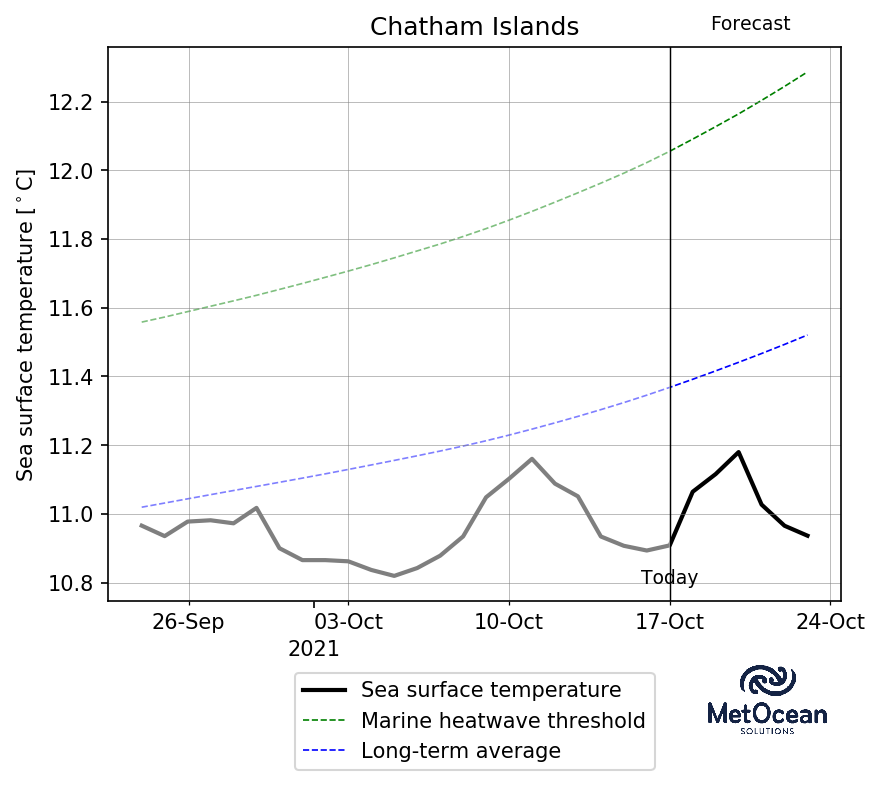 Chatham Islands
Forecast
Sea surface temperature [°C]
12.2
12.0
11.8
11.6
11.4
11.2
11.0
10.8
Today
26-Sep 03-Oct 10-Oct 17-Oct 24-Oct
2021
Sea surface temperature
Marine heatwave threshold
Long-term average
MetOcean
SOLUTIONS